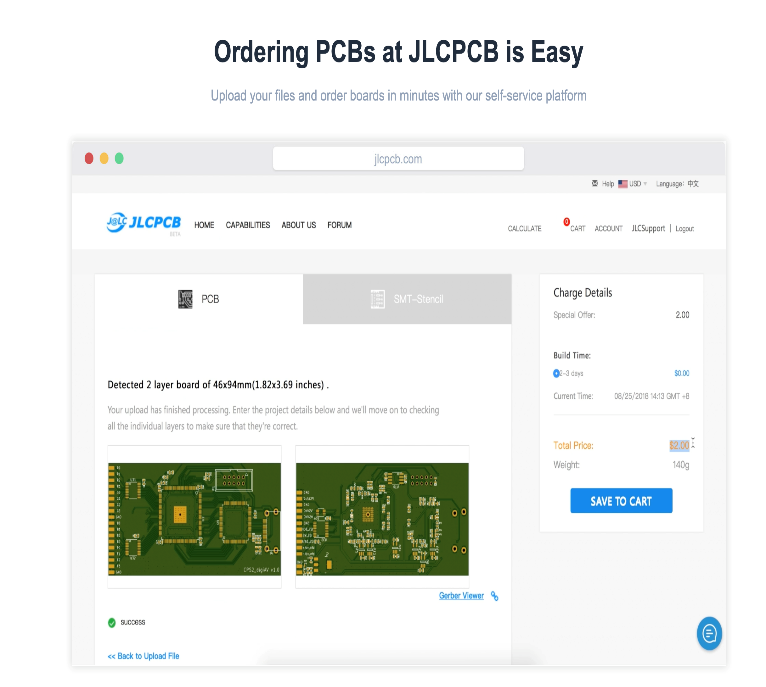 Ordering PCBs at JLCPCB is Easy
Upload your files and order boards in minutes with our self-service platform
jlcpcb.com
Help USD Language: 中文
J@LC JLCPCB
BETA
HOME CAPABILITIES ABOUT US FORUM
CALCULATE 0 CART ACCOUNT JLCSupport | Logout
PCB
SMT-Stencil
Detected 2 layer board of 46x94mm(1.82x3.69 inches) .
Your upload has finished processing. Enter the project details below and we'll move on to checking
all the individual layers to make sure that they're correct.
Gerber Viewer
success
<< Back to Upload File
Charge Details
Special Offer: 2.00
Build Time:
2-3 days $0.00
Current Time: 08/25/2018 14:13 GMT +8
Total Price: $2.00
Weight: 140g
SAVE TO CART